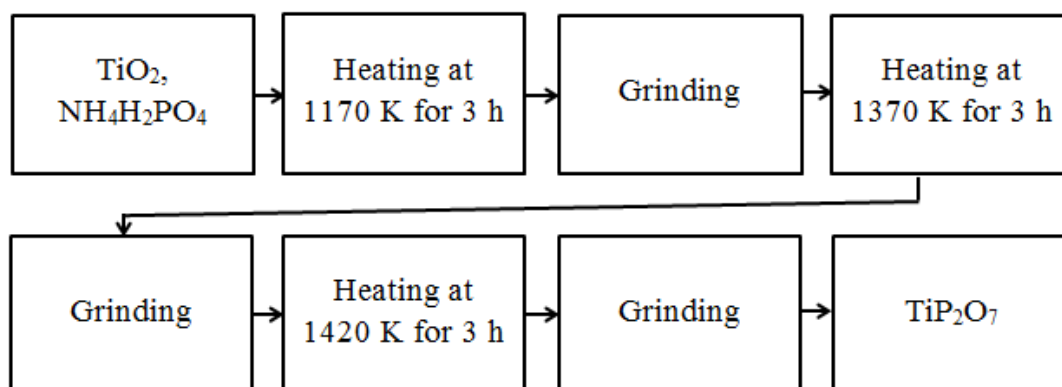 TiO₂,
NH₄H₂PO₄
Heating at
1170 K for 3 h
Grinding
Heating at
1370 K for 3 h
Grinding
Heating at
1420 K for 3 h
Grinding
TiP₂O₇